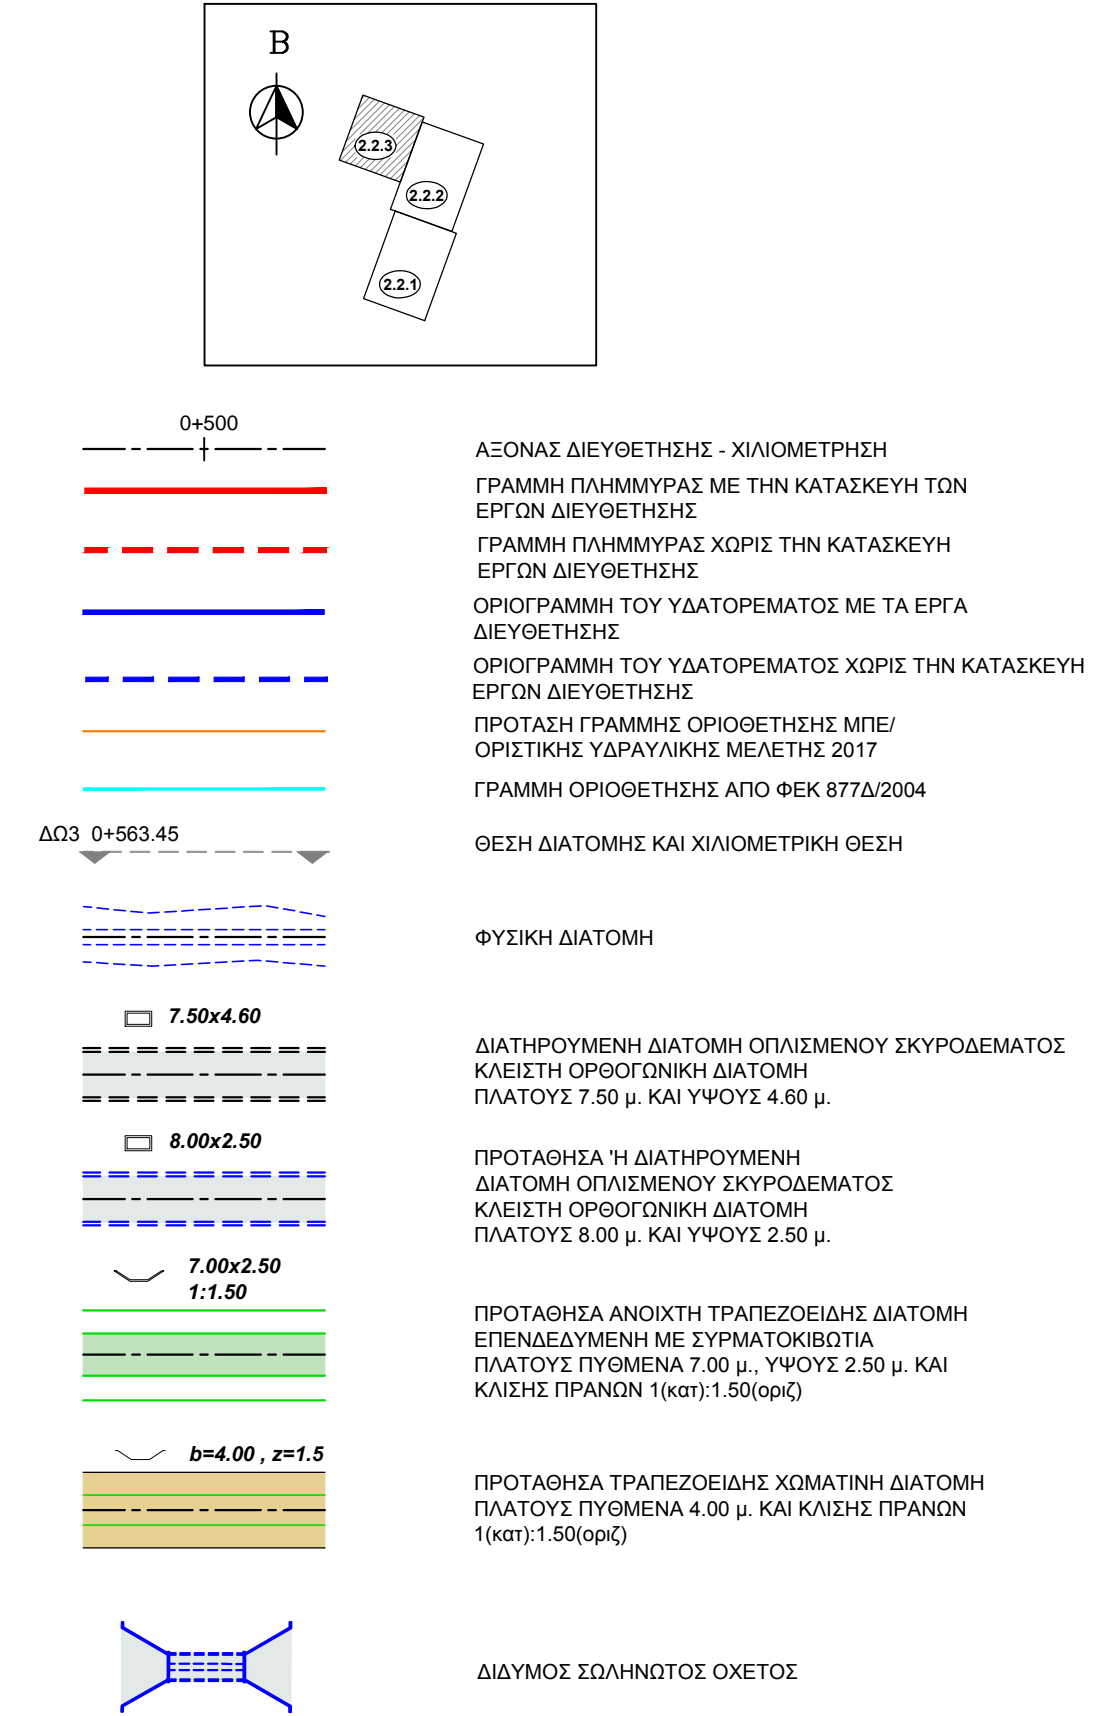 B
2.2.3
2.2.2
2.2.1
0+500
ΑΞΟΝΑΣ ΔΙΕΥΘΕΤΗΣΗΣ - ΧΙΛΙΟΜΕΤΡΗΣΗ
ΓΡΑΜΜΗ ΠΛΗΜΜΥΡΑΣ ΜΕ ΤΗΝ ΚΑΤΑΣΚΕΥΗ ΤΩΝ
ΕΡΓΩΝ ΔΙΕΥΘΕΤΗΣΗΣ
ΓΡΑΜΜΗ ΠΛΗΜΜΥΡΑΣ ΧΩΡΙΣ ΤΗΝ ΚΑΤΑΣΚΕΥΗ
ΕΡΓΩΝ ΔΙΕΥΘΕΤΗΣΗΣ
ΟΡΙΟΓΡΑΜΜΗ ΤΟΥ ΥΔΑΤΟΡΕΜΑΤΟΣ ΜΕ ΤΑ ΕΡΓΑ
ΔΙΕΥΘΕΤΗΣΗΣ
ΟΡΙΟΓΡΑΜΜΗ ΤΟΥ ΥΔΑΤΟΡΕΜΑΤΟΣ ΧΩΡΙΣ ΤΗΝ ΚΑΤΑΣΚΕΥΗ
ΕΡΓΩΝ ΔΙΕΥΘΕΤΗΣΗΣ
ΠΡΟΤΑΣΗ ΓΡΑΜΜΗΣ ΟΡΙΟΘΕΤΗΣΗΣ ΜΠΕ/
ΟΡΙΣΤΙΚΗΣ ΥΔΡΑΥΛΙΚΗΣ ΜΕΛΕΤΗΣ 2017
ΓΡΑΜΜΗ ΟΡΙΟΘΕΤΗΣΗΣ ΑΠΟ ΦΕΚ 877Δ/2004
ΔΩ3 0+563.45
ΘΕΣΗ ΔΙΑΤΟΜΗΣ ΚΑΙ ΧΙΛΙΟΜΕΤΡΙΚΗ ΘΕΣΗ
ΦΥΣΙΚΗ ΔΙΑΤΟΜΗ
7.50x4.60
ΔΙΑΤΗΡΟΥΜΕΝΗ ΔΙΑΤΟΜΗ ΟΠΛΙΣΜΕΝΟΥ ΣΚΥΡΟΔΕΜΑΤΟΣ
ΚΛΕΙΣΤΗ ΟΡΘΟΓΩΝΙΚΗ ΔΙΑΤΟΜΗ
ΠΛΑΤΟΥΣ 7.50 μ. ΚΑΙ ΥΨΟΥΣ 4.60 μ.
8.00x2.50
ΠΡΟΤΑΘΗΣΑ 'Η ΔΙΑΤΗΡΟΥΜΕΝΗ
ΔΙΑΤΟΜΗ ΟΠΛΙΣΜΕΝΟΥ ΣΚΥΡΟΔΕΜΑΤΟΣ
ΚΛΕΙΣΤΗ ΟΡΘΟΓΩΝΙΚΗ ΔΙΑΤΟΜΗ
ΠΛΑΤΟΥΣ 8.00 μ. ΚΑΙ ΥΨΟΥΣ 2.50 μ.
7.00x2.50
1:1.50
ΠΡΟΤΑΘΗΣΑ ΑΝΟΙΧΤΗ ΤΡΑΠΕΖΟΕΙΔΗΣ ΔΙΑΤΟΜΗ
ΕΠΕΝΔΕΔΥΜΕΝΗ ΜΕ ΣΥΡΜΑΤΟΚΙΒΩΤΙΑ
ΠΛΑΤΟΥΣ ΠΥΘΜΕΝΑ 7.00 μ., ΥΨΟΥΣ 2.50 μ. ΚΑΙ
ΚΛΙΣΗΣ ΠΡΑΝΩΝ 1(κατ):1.50(οριζ)
b=4.00 , z=1.5
ΠΡΟΤΑΘΗΣΑ ΤΡΑΠΕΖΟΕΙΔΗΣ ΧΩΜΑΤΙΝΗ ΔΙΑΤΟΜΗ
ΠΛΑΤΟΥΣ ΠΥΘΜΕΝΑ 4.00 μ. ΚΑΙ ΚΛΙΣΗΣ ΠΡΑΝΩΝ
1(κατ):1.50(οριζ)
ΔΙΔΥΜΟΣ ΣΩΛΗΝΩΤΟΣ ΟΧΕΤΟΣ